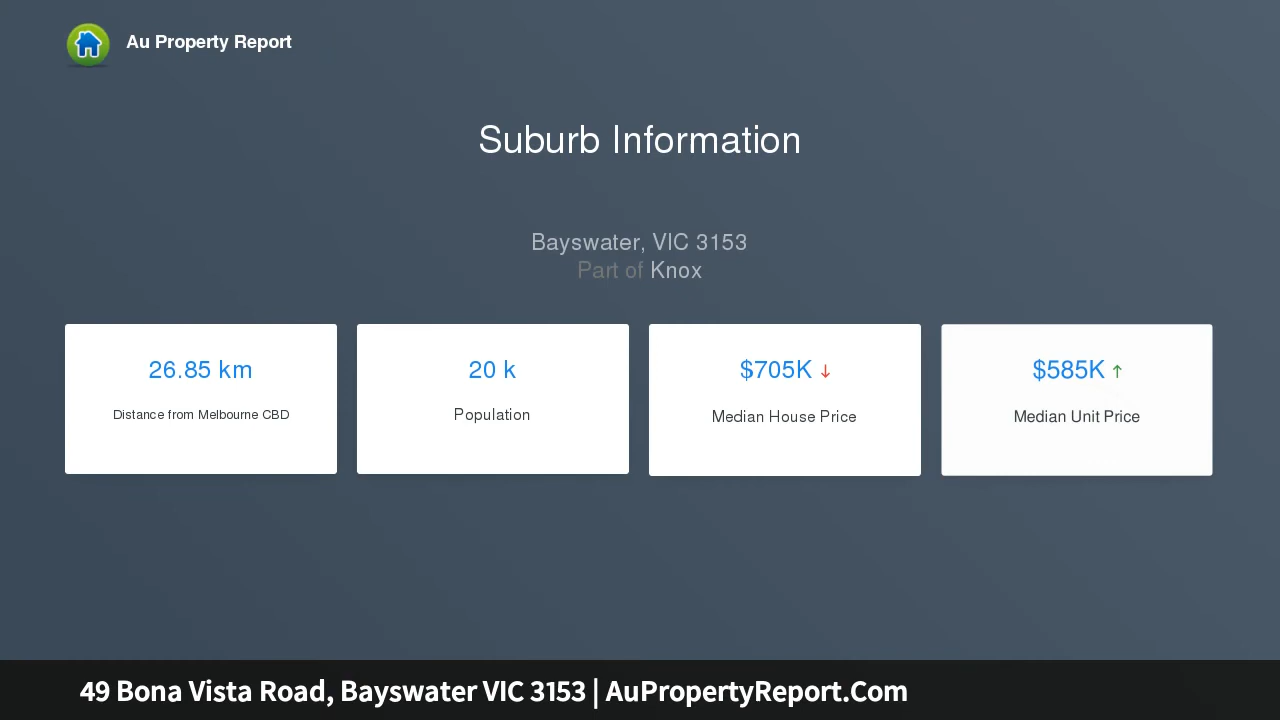 Au Property Report
Suburb Information
Bayswater, VIC 3153
Part of Knox
26.85 km
Distance from Melbourne CBD
20 k
Population
$705K ↓
Median House Price
$585K ↑
Median Unit Price
49 Bona Vista Road, Bayswater VIC 3153 | AuPropertyReport.Com